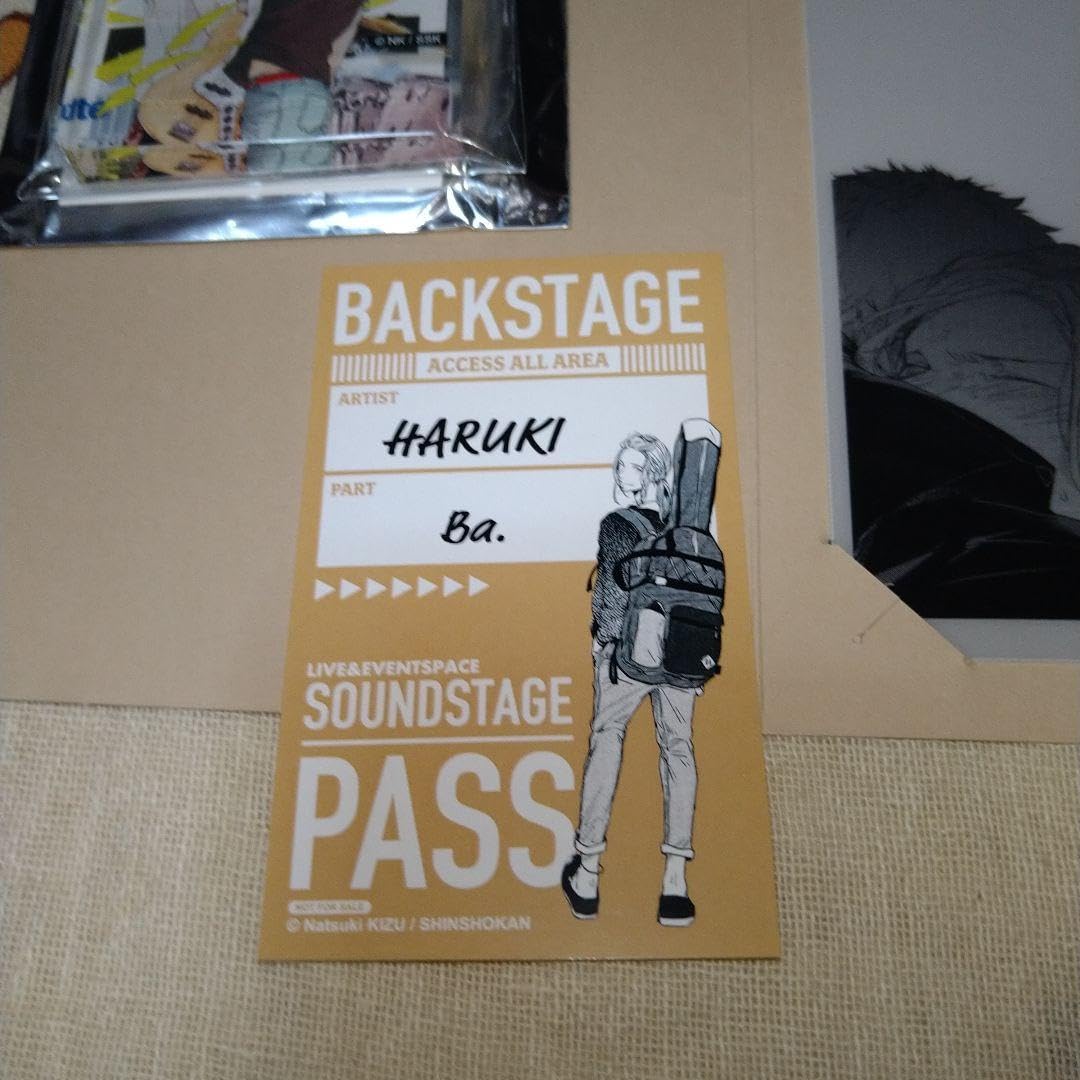 © NK / SSK
BACKSTAGE
ACCESS ALL AREA
ARTIST
HARUKI
PART
Ba.
LIVE&EVENTSPACE
SOUNDSTAGE
PASS
NOT FOR SALE
© Natsuki KIZU / SHINSHOKAN